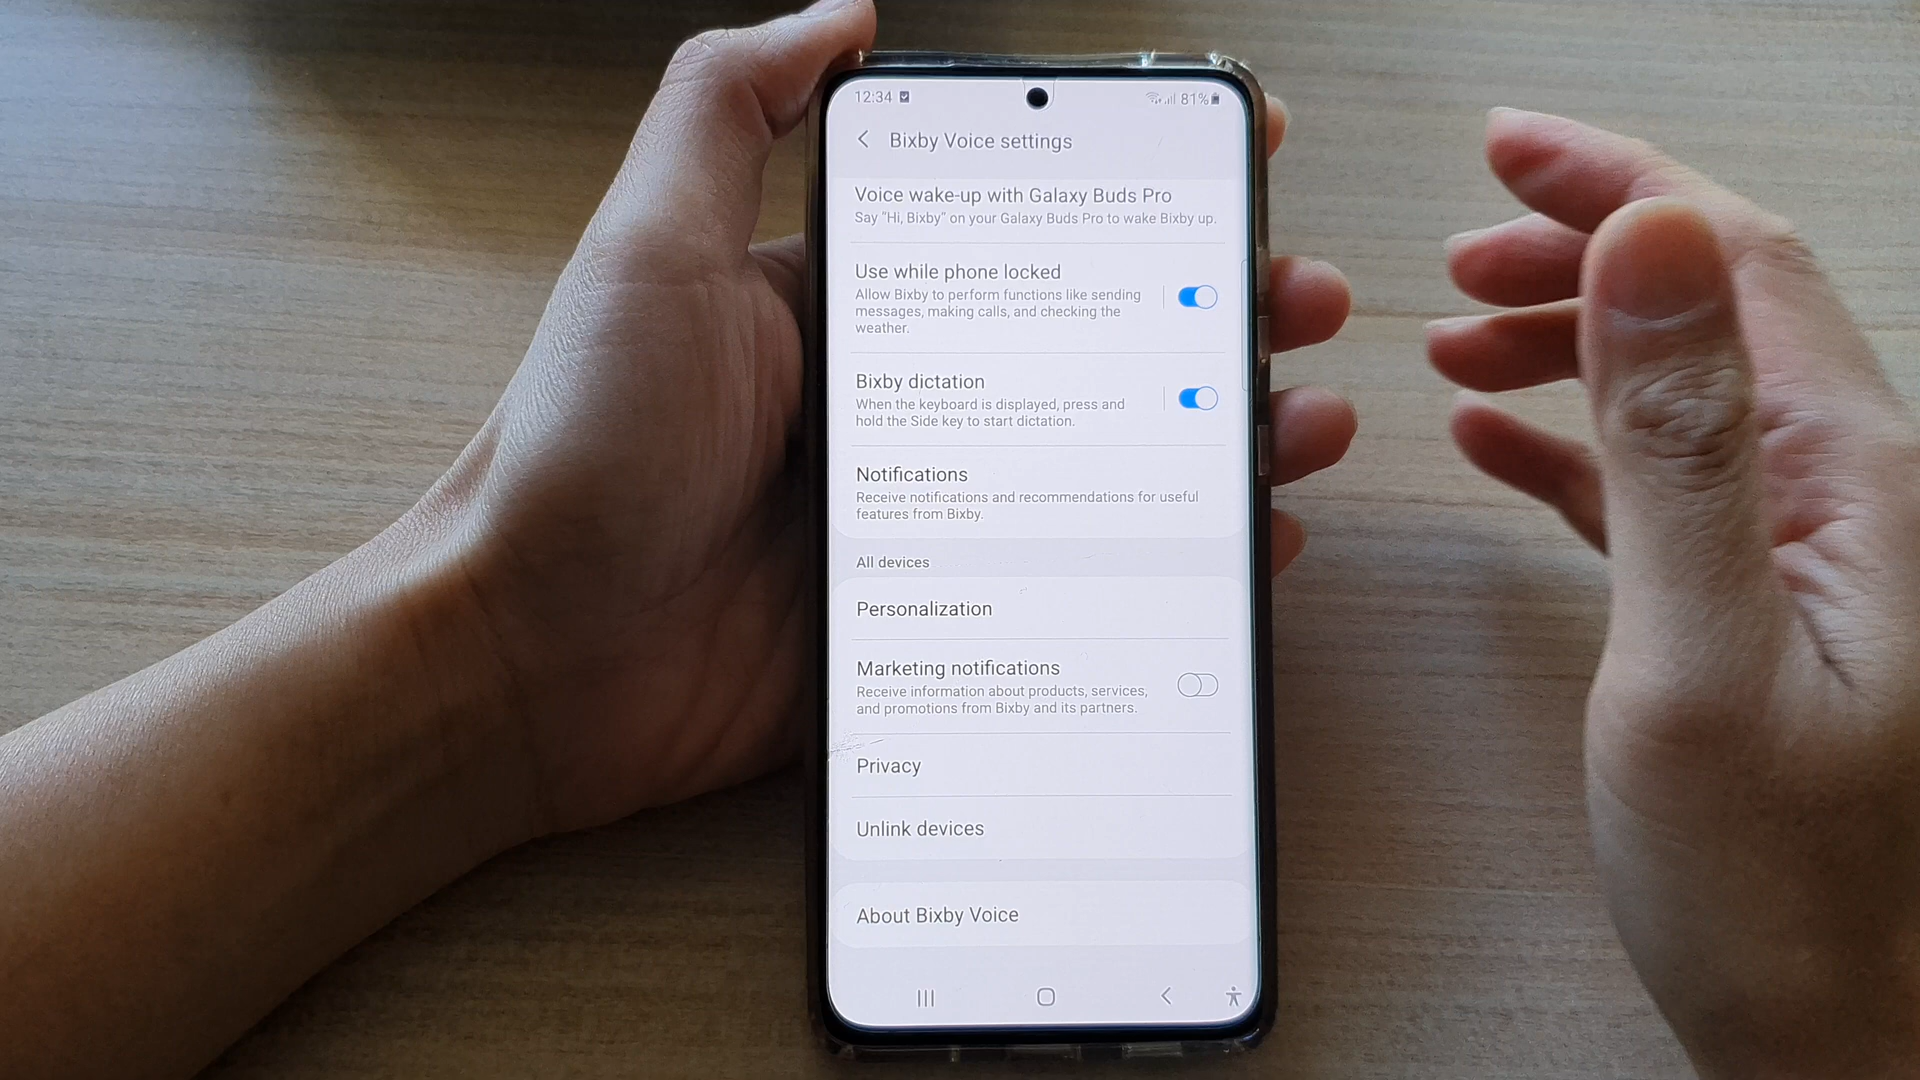 12:34 81%
Bixby Voice settings
Voice wake-up with Galaxy Buds Pro
Say "Hi, Bixby" on your Galaxy Buds Pro to wake Bixby up.
Use while phone locked
Allow Bixby to perform functions like sending
messages, making calls, and checking the
weather.
Bixby dictation
When the keyboard is displayed, press and
hold the Side key to start dictation.
Notifications
Receive notifications and recommendations for useful
features from Bixby.
All devices
Personalization
Marketing notifications
Receive information about products, services,
and promotions from Bixby and its partners.
Privacy
Unlink devices
About Bixby Voice